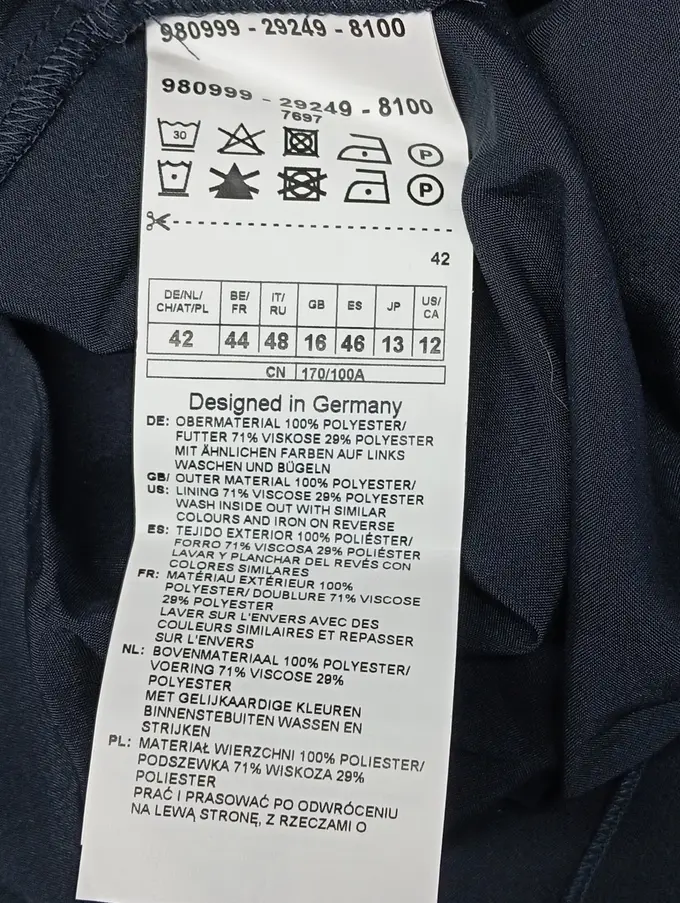 980999 - 29249 - 8100
980999 - 29249 - 8100
7697
30
P
P
42
DE/NL/
CH/AT/PL
BE/
FR
IT/
RU
GB
ES
JP
US/
CA
42 44 48 16 46 13 12
CN 170/100A
Designed in Germany
DE: OBERMATERIAL 100% POLYESTER/
FUTTER 71% VISKOSE 29% POLYESTER
MIT ÄHNLICHEN FARBEN AUF LINKS
WASCHEN UND BÜGELN
GB/ OUTER MATERIAL 100% POLYESTER/
US: LINING 71% VISCOSE 29% POLYESTER
WASH INSIDE OUT WITH SIMILAR
COLOURS AND IRON ON REVERSE
ES: TEJIDO EXTERIOR 100% POLIÉSTER/
FORRO 71% VISCOSA 29% POLIÉSTER
LAVAR Y PLANCHAR DEL REVÉS CON
COLORES SIMILARES
FR: MATÉRIAU EXTÉRIEUR 100%
POLYESTER/ DOUBLURE 71% VISCOSE
29% POLYESTER
LAVER SUR L'ENVERS AVEC DES
COULEURS SIMILAIRES ET REPASSER
SUR L'ENVERS
NL: BOVENMATERIAAL 100% POLYESTER/
VOERING 71% VISCOSE 29%
POLYESTER
MET GELIJKAARDIGE KLEUREN
BINNENSTEBUITEN WASSEN EN
STRIJKEN
PL: MATERIAŁ WIERZCHNI 100% POLIESTER/
PODSZEWKA 71% WISKOZA 29%
POLIESTER
PRAĆ I PRASOWAĆ PO ODWRÓCENIU
NA LEWĄ STRONĘ, Z RZECZAMI O